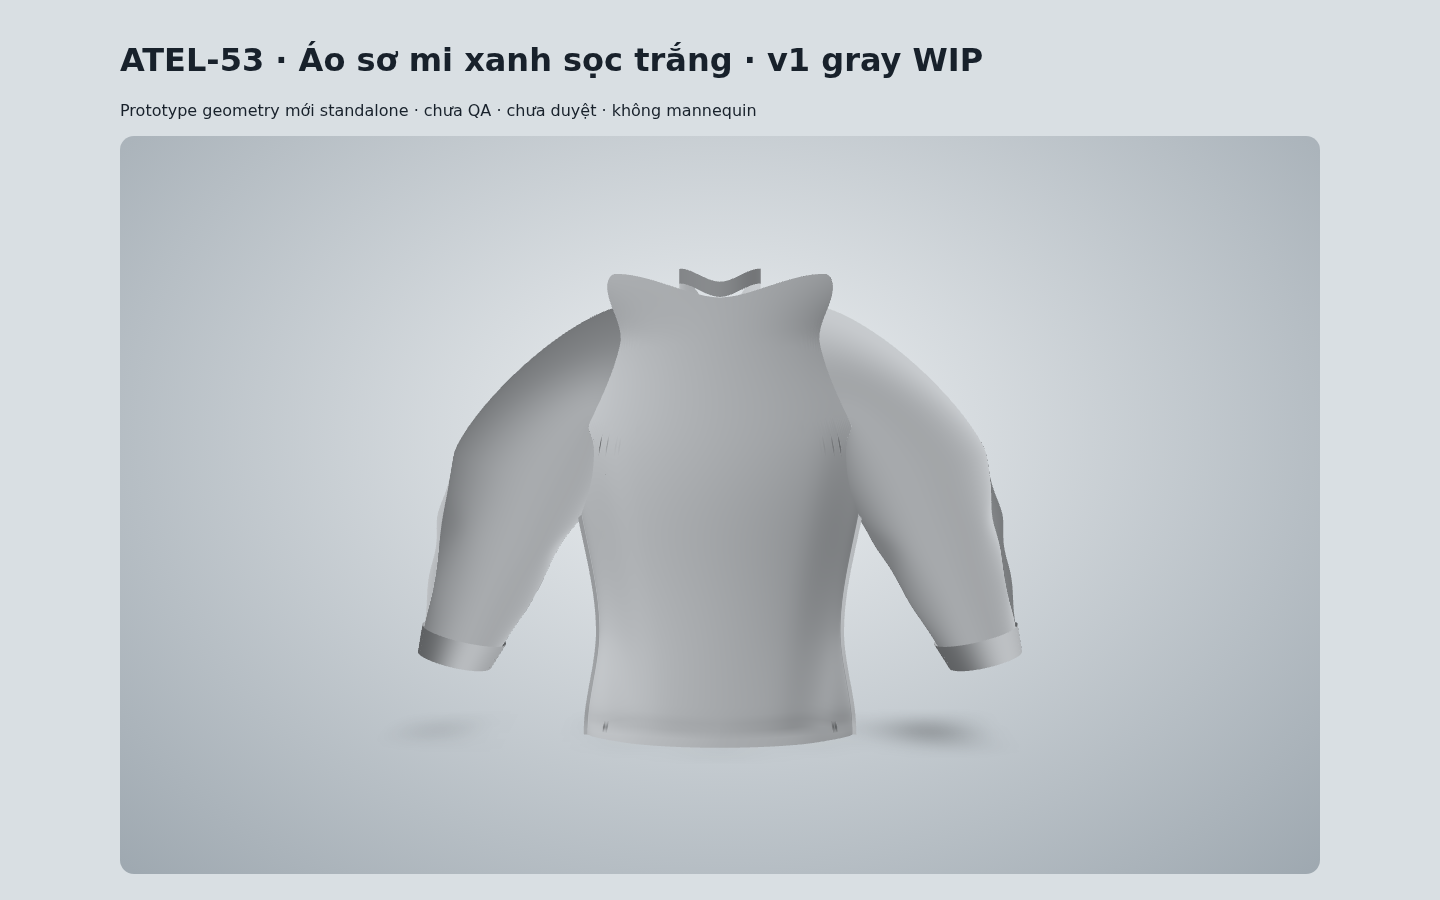 ATEL-53 · Áo sơ mi xanh sọc trắng · v1 gray WIP
Prototype geometry mới standalone · chưa QA · chưa duyệt · không mannequin